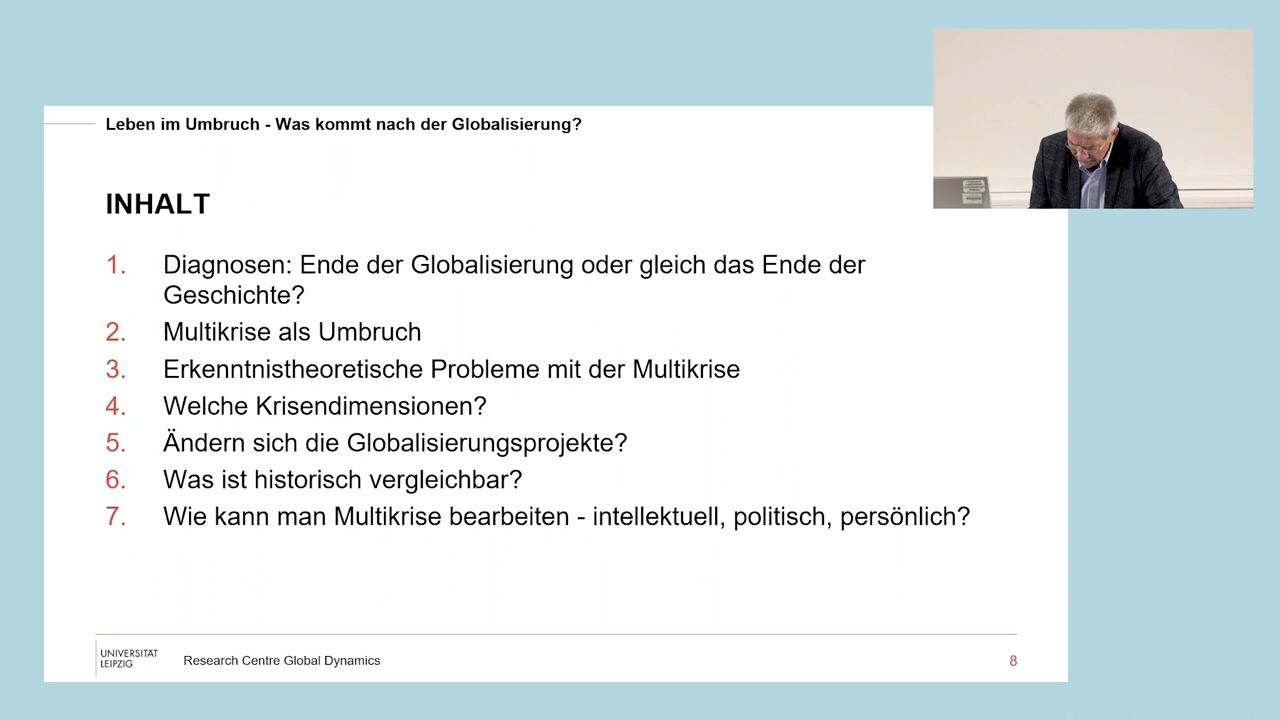 Leben im Umbruch - Was kommt nach der Globalisierung?
INHALT
1. Diagnosen: Ende der Globalisierung oder gleich das Ende der
Geschichte?
2. Multikrise als Umbruch
3. Erkenntnistheoretische Probleme mit der Multikrise
4. Welche Krisendimensionen?
5. Ändern sich die Globalisierungsprojekte?
6. Was ist historisch vergleichbar?
7. Wie kann man Multikrise bearbeiten - intellektuell, politisch, persönlich?
UNIVERSITÄT
LEIPZIG
Research Centre Global Dynamics
8